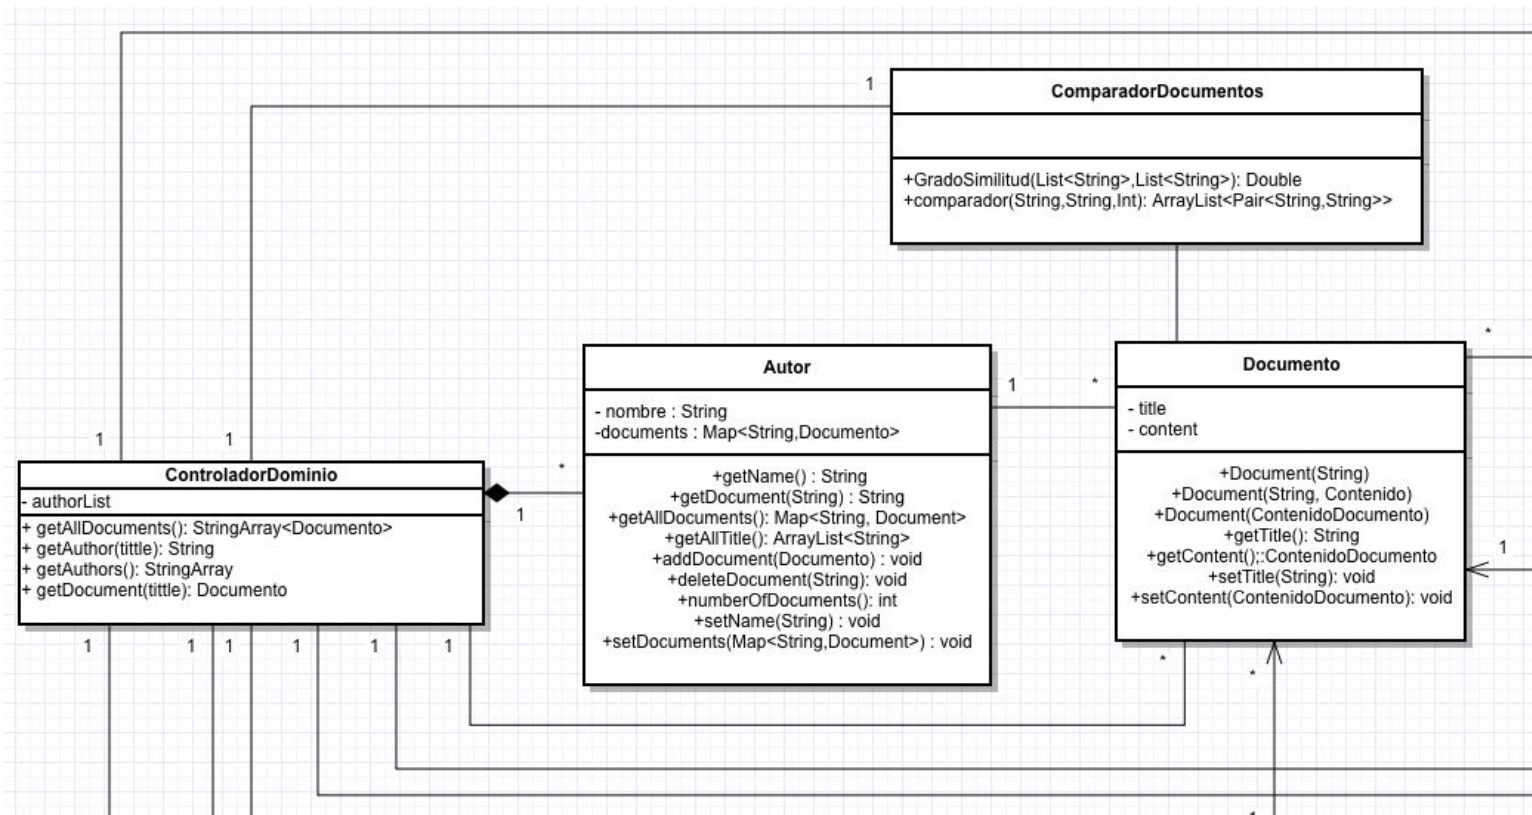 1
ComparadorDocumentos
+GradoSimilitud(List<String>,List<String>): Double
+comparador(String,String,Int): ArrayList<Pair<String,String>>
*
Autor
- nombre : String
-documents : Map<String,Documento>
+getName() : String
+getDocument(String) : String
+getAllDocuments(): Map<String, Document>
+getAllTitle(): ArrayList<String>
+addDocument(Documento) : void
+deleteDocument(String): void
+numberOfDocuments(): int
+setName(String) : void
+setDocuments(Map<String,Document>) : void
1
*
Documento
- title
- content
+Document(String)
+Document(String, Contenido)
+Document(ContenidoDocumento)
+getTitle(): String
+getContent();:ContenidoDocumento
+setTitle(String): void
+setContent(ContenidoDocumento): void
1
1
1
ControladorDominio
- authorList
+ getAllDocuments(): StringArray<Documento>
+ getAuthor(tittle): String
+ getAuthors(): StringArray
+ getDocument(tittle): Documento
*
1
1
1
1
1
1
1
*
*